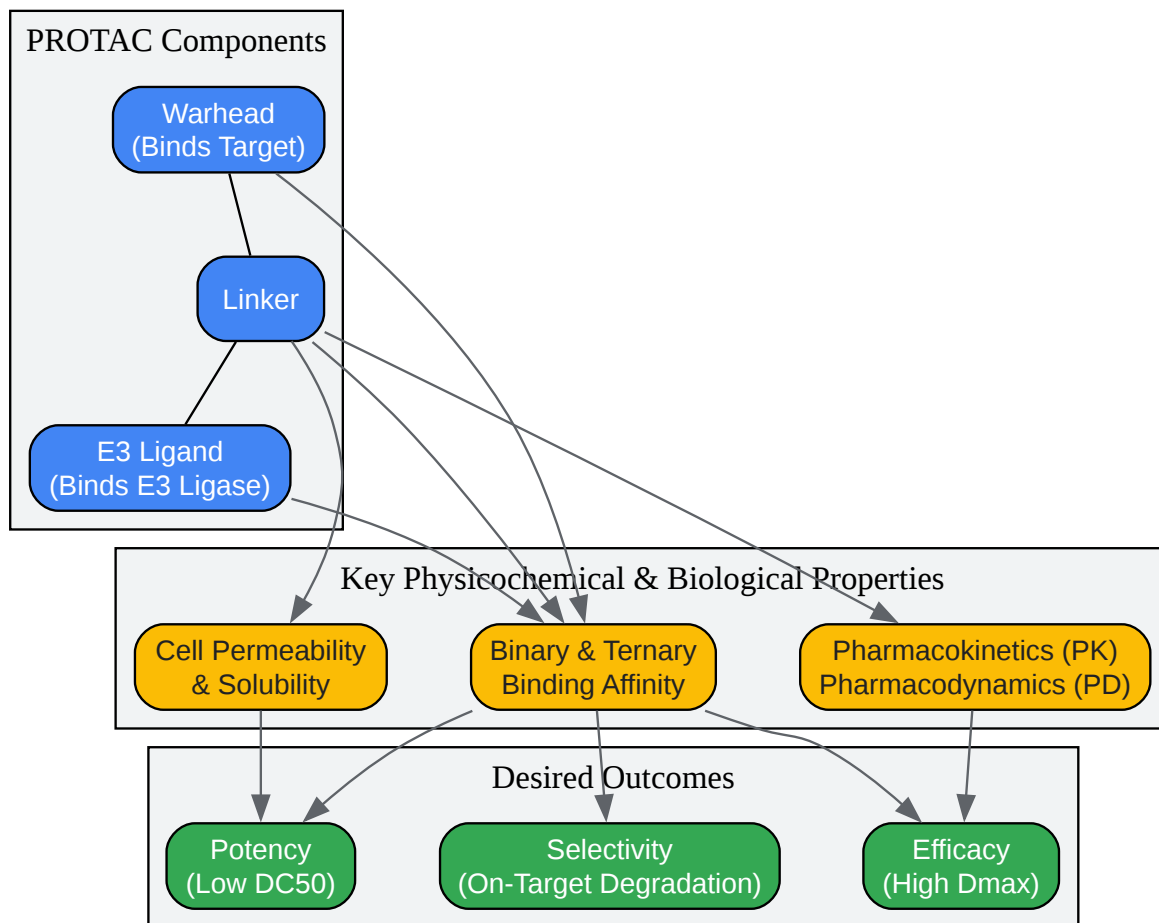 PROTAC Components
Warhead
(Binds Target)
Linker
E3 Ligand
(Binds E3 Ligase)
Key Physicochemical & Biological Properties
Cell Permeability
& Solubility
Binary & Ternary
Binding Affinity
Pharmacokinetics (PK)
Pharmacodynamics (PD)
Desired Outcomes
Potency
(Low DC50)
Selectivity
(On-Target Degradation)
Efficacy
(High Dmax)